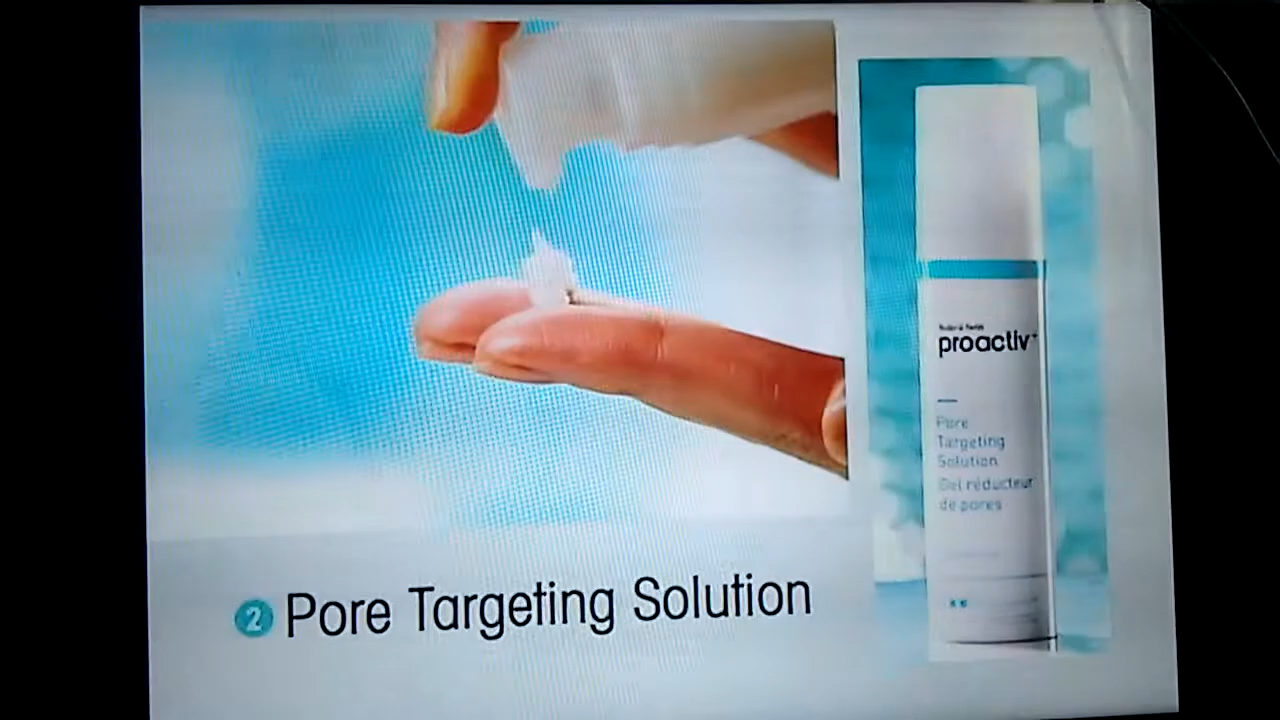 proactiv+
Pore
Targeting
Solution
Gel réducteur
de pores
2 Pore Targeting Solution